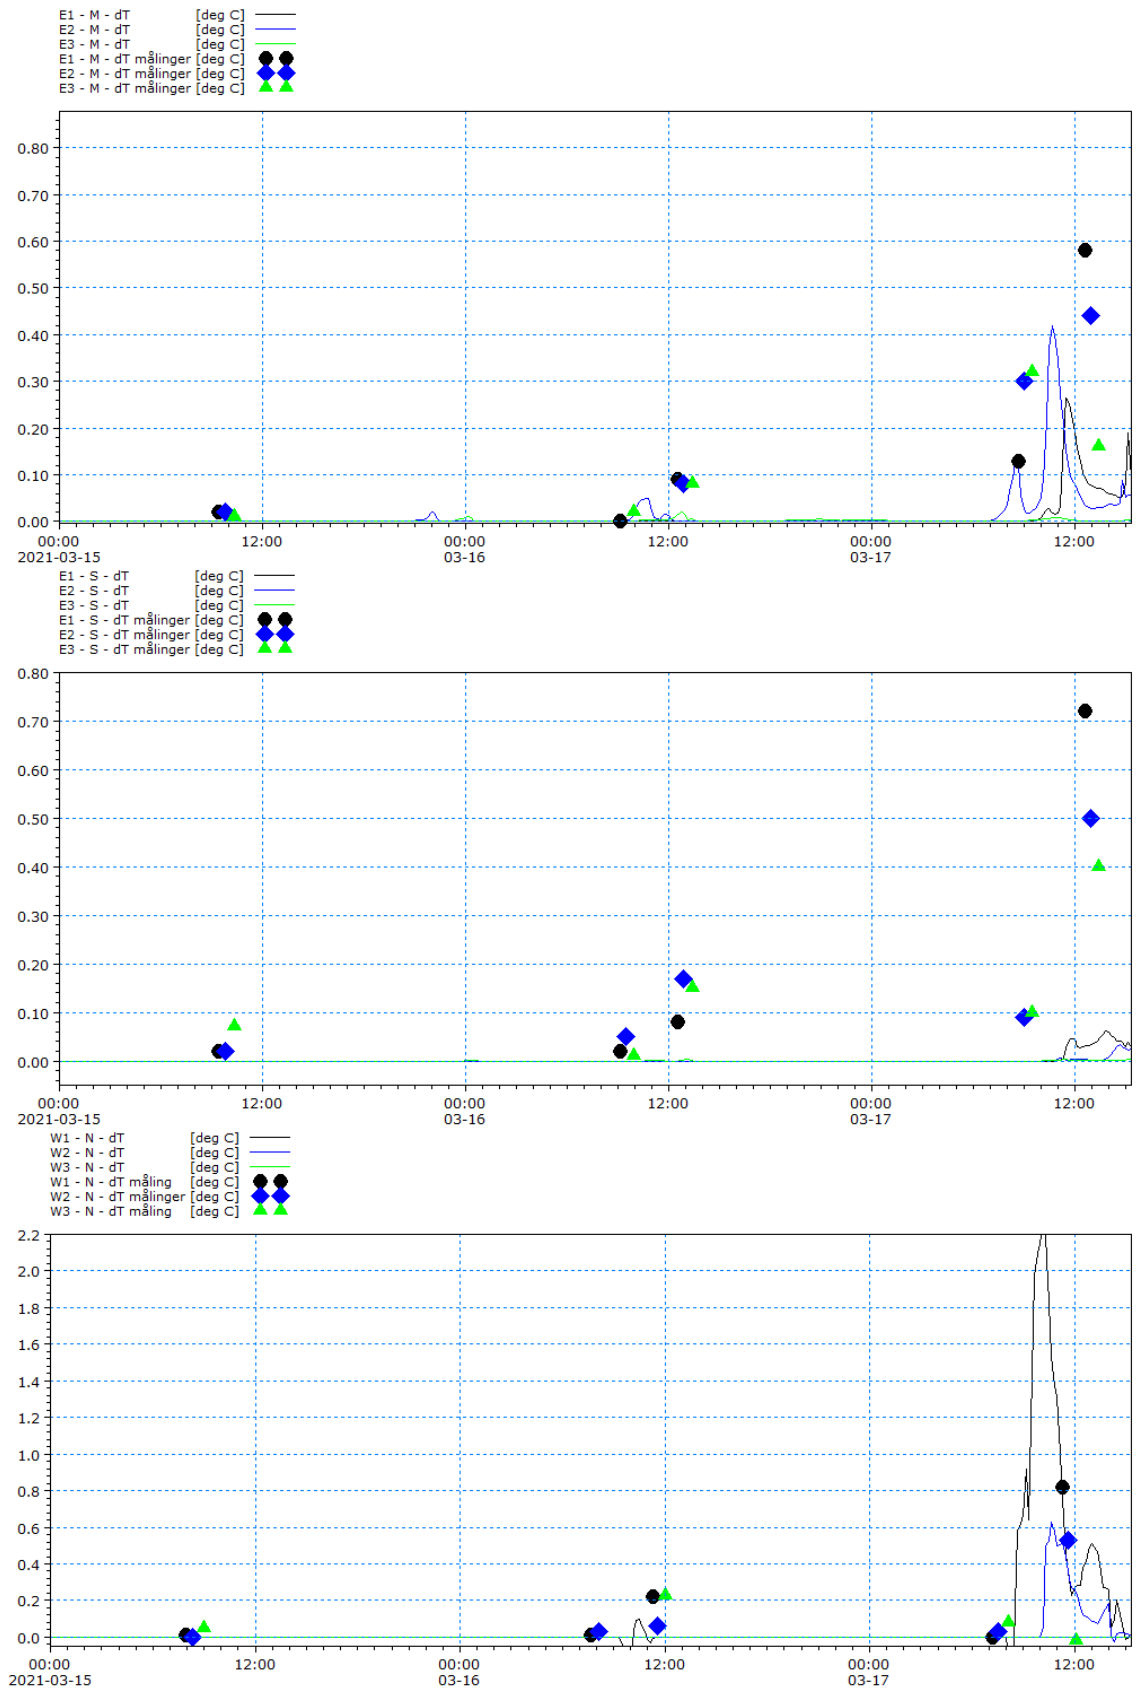 E1 - M - dT [deg C]
E2 - M - dT [deg C]
E3 - M - dT [deg C]
E1 - M - dT målinger [deg C]
E2 - M - dT målinger [deg C]
E3 - M - dT målinger [deg C]
0.80
0.70
0.60
0.50
0.40
0.30
0.20
0.10
0.00
00:00 12:00 00:00 12:00 00:00 12:00
2021-03-15 03-16 03-17
E1 - S - dT [deg C]
E2 - S - dT [deg C]
E3 - S - dT [deg C]
E1 - S - dT målinger [deg C]
E2 - S - dT målinger [deg C]
E3 - S - dT målinger [deg C]
0.80
0.70
0.60
0.50
0.40
0.30
0.20
0.10
0.00
00:00 12:00 00:00 12:00 00:00 12:00
2021-03-15 03-16 03-17
W1 - N - dT [deg C]
W2 - N - dT [deg C]
W3 - N - dT [deg C]
W1 - N - dT måling [deg C]
W2 - N - dT målinger [deg C]
W3 - N - dT måling [deg C]
2.2
2.0
1.8
1.6
1.4
1.2
1.0
0.8
0.6
0.4
0.2
0.0
00:00 12:00 00:00 12:00 00:00 12:00
2021-03-15 03-16 03-17